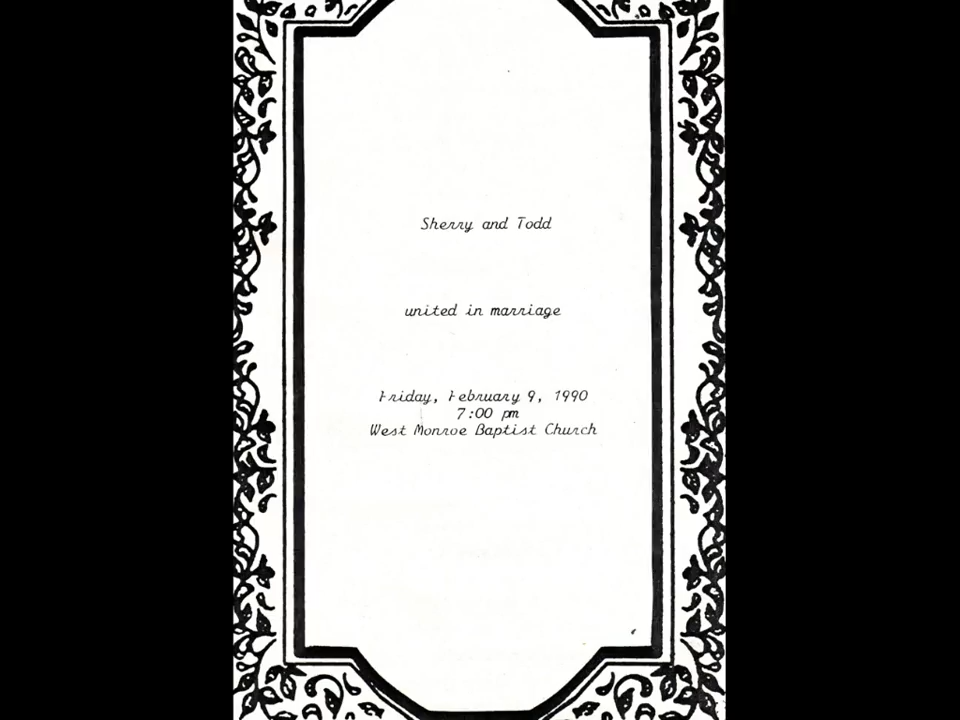 Sherry and Todd
united in marriage
Friday, February 9, 1990
7:00 pm
West Monroe Baptist Church